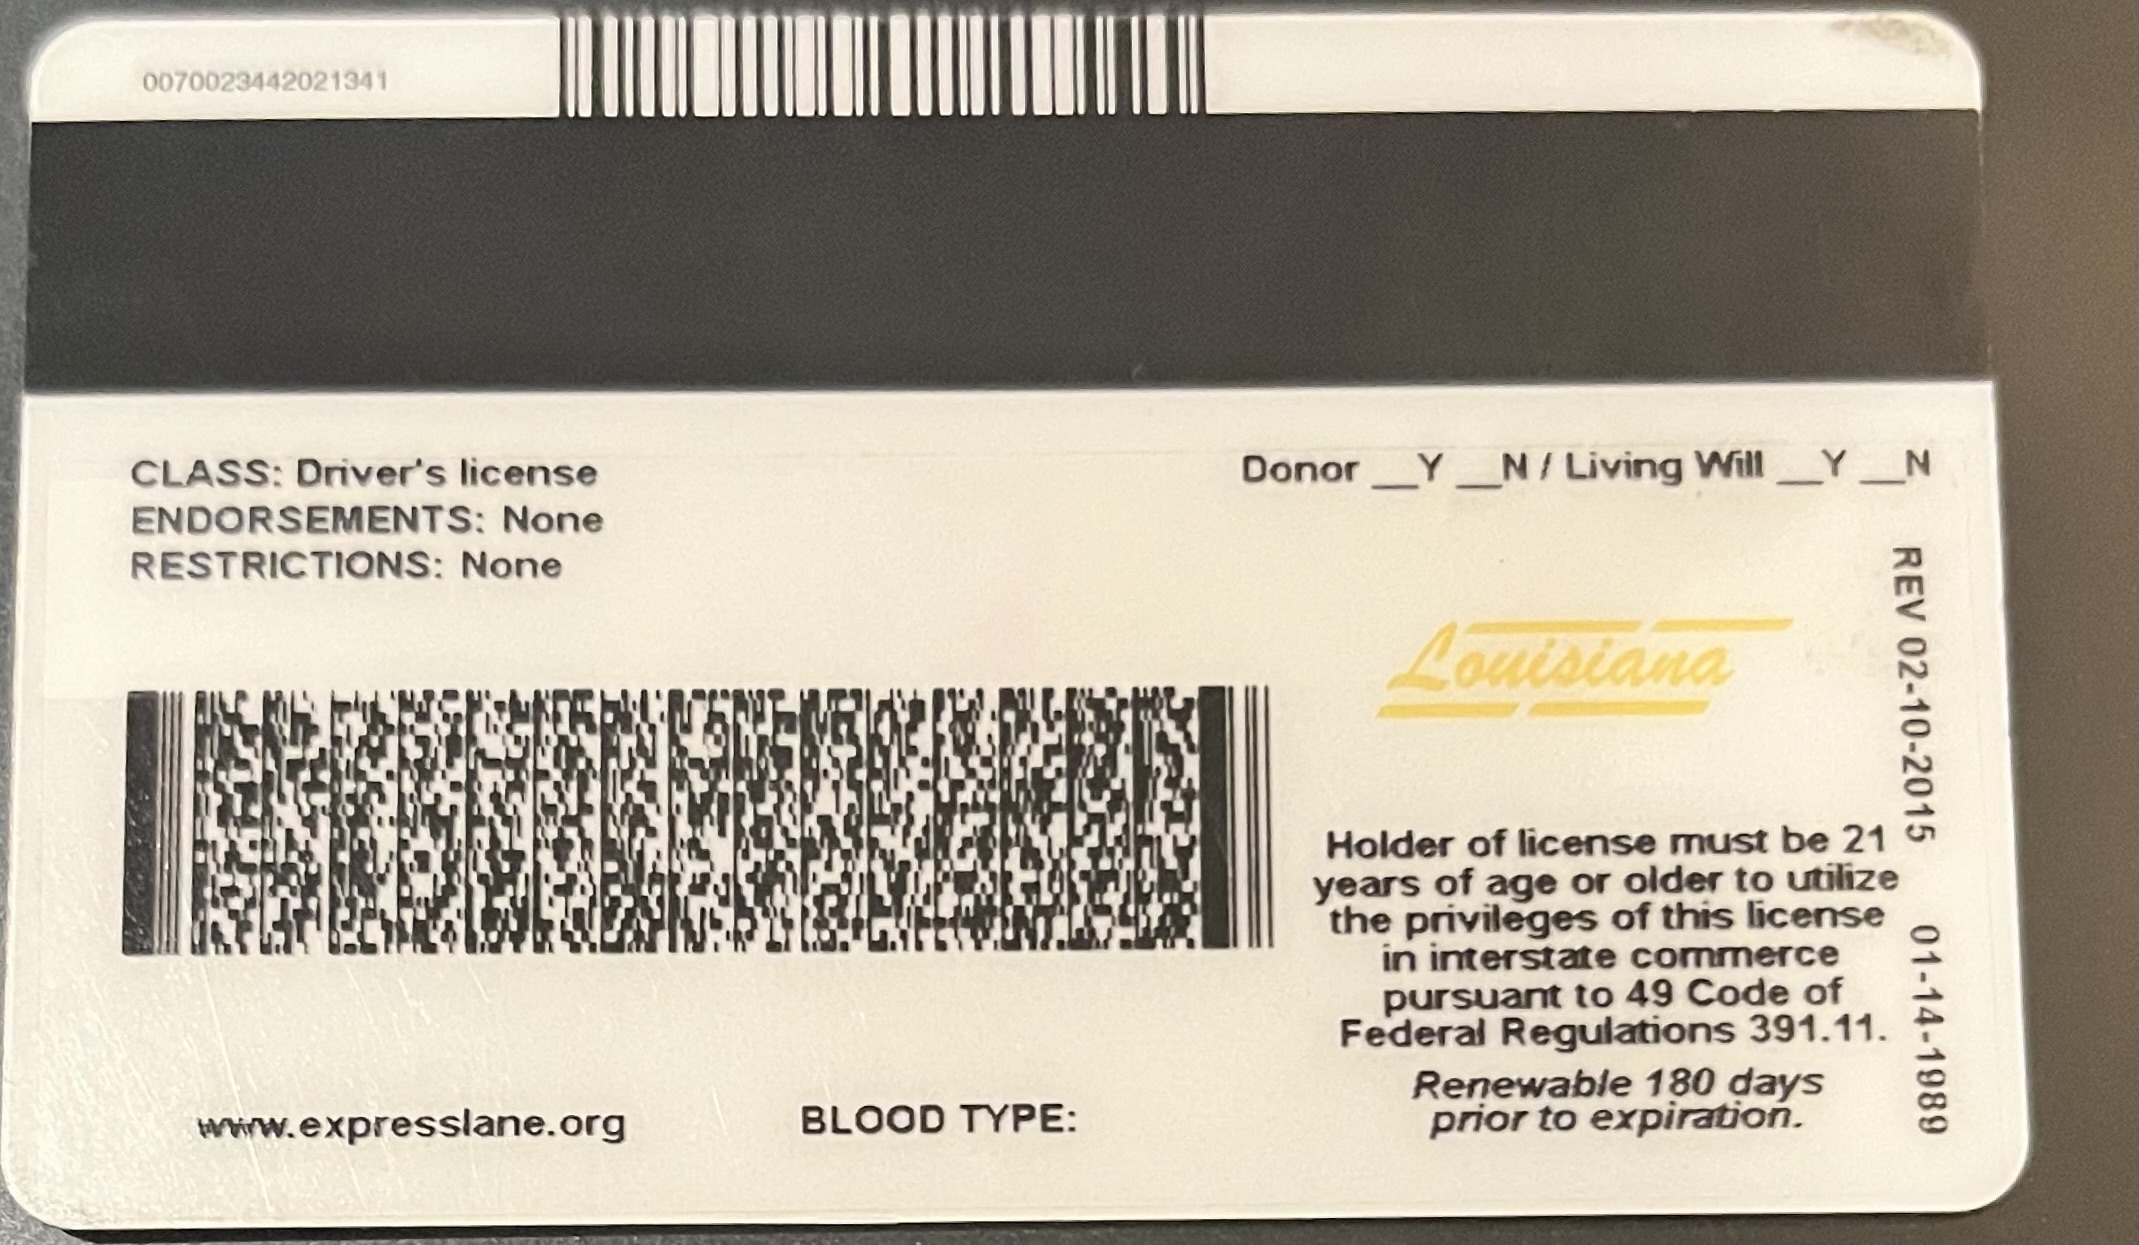 0070023442021341
CLASS: Driver's license
ENDORSEMENTS: None
RESTRICTIONS: None
Donor __Y __N / Living Will __Y __N
Louisiana
REV 02-10-2015 01-14-1989
Holder of license must be 21
years of age or older to utilize
the privileges of this license
in interstate commerce
pursuant to 49 Code of
Federal Regulations 391.11.
Renewable 180 days
prior to expiration.
www.expresslane.org
BLOOD TYPE: